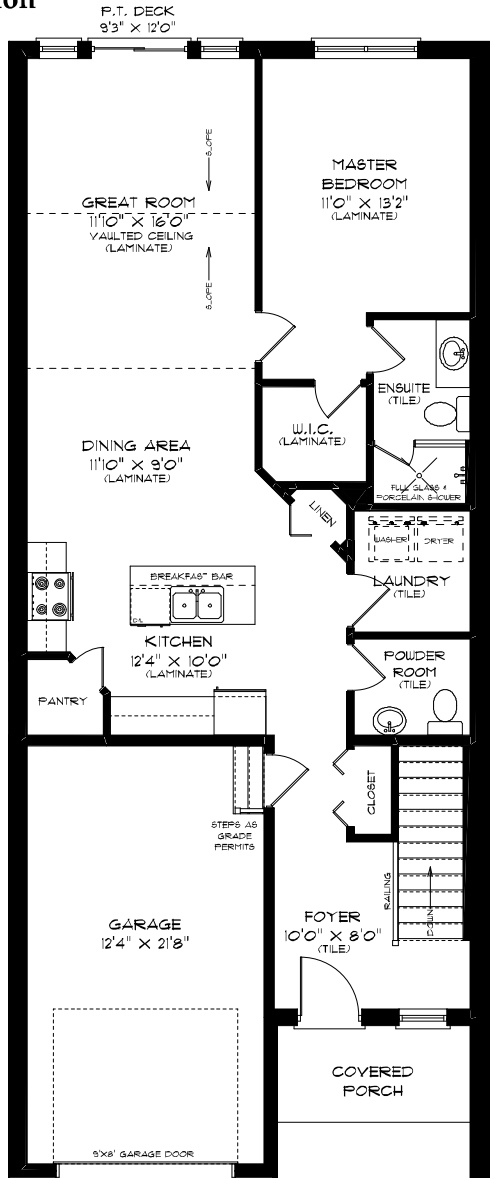 P.T. DECK
9'3" X 12'0"
SLOPE
GREAT ROOM
11'10" X 16'0"
VAULTED CEILING
(LAMINATE)
SLOPE
MASTER
BEDROOM
11'0" X 13'2"
(LAMINATE)
ENSUITE
(TILE)
W.I.C.
(LAMINATE)
DINING AREA
11'10" X 9'0"
(LAMINATE)
FULL GLASS &
PORCELAIN SHOWER
LINEN
WASHER
DRYER
LAUNDRY
(TILE)
BREAKFAST BAR
KITCHEN
12'4" X 10'0"
(LAMINATE)
PANTRY
POWDER
ROOM
(TILE)
CLOSET
STEPS AS
GRADE
PERMITS
RAILING
DOWN
GARAGE
12'4" X 21'8"
FOYER
10'0" X 8'0"
(TILE)
COVERED
PORCH
9'X8' GARAGE DOOR